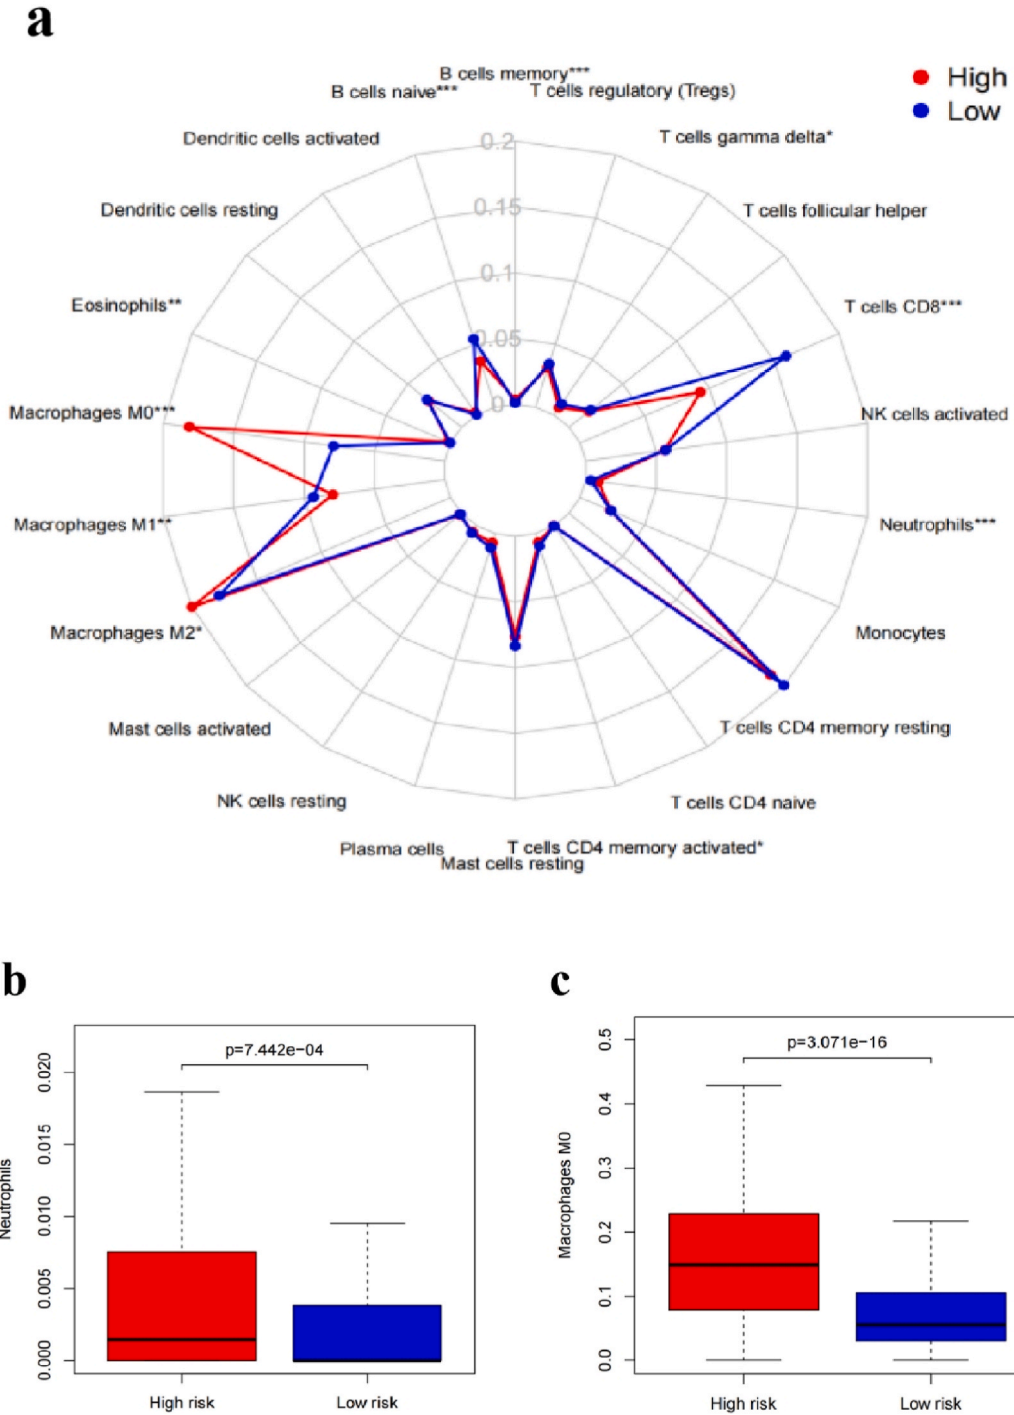 a
B cells memory***
B cells naive***
T cells regulatory (Tregs)
High
Low
Dendritic cells activated
T cells gamma delta*
0.2
Dendritic cells resting
T cells follicular helper
0.15
0.1
Eosinophils**
T cells CD8***
0.05
0
Macrophages M0***
NK cells activated
Macrophages M1**
Neutrophils***
Macrophages M2*
Monocytes
Mast cells activated
T cells CD4 memory resting
NK cells resting
T cells CD4 naive
Plasma cells
T cells CD4 memory activated*
Mast cells resting
b
p=7.442e−04
Neutrophils
0.020
0.015
0.010
0.005
0.000
High risk
Low risk
c
p=3.071e−16
Macrophages M0
0.5
0.4
0.3
0.2
0.1
0.0
High risk
Low risk